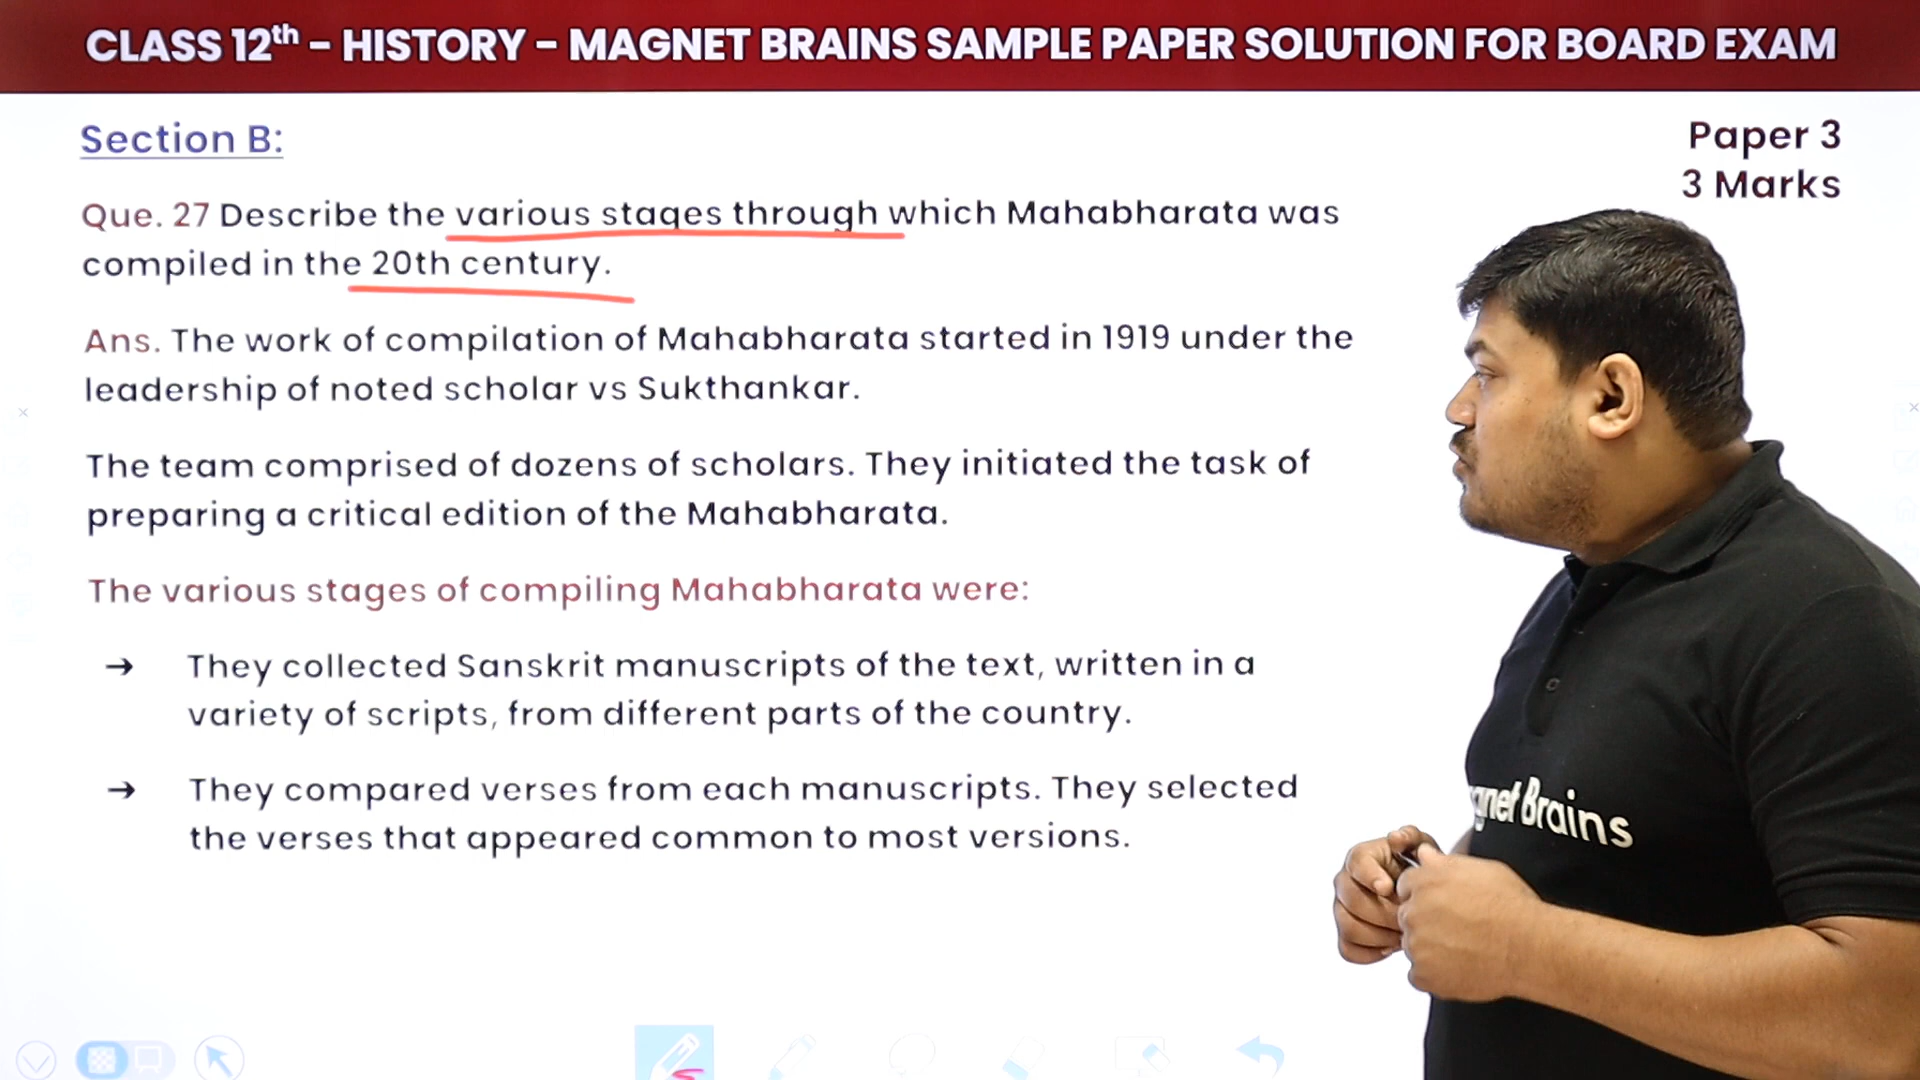 CLASS 12th - HISTORY - MAGNET BRAINS SAMPLE PAPER SOLUTION FOR BOARD EXAM
Section B:
Paper 3
3 Marks
Que. 27 Describe the various stages through which Mahabharata was
compiled in the 20th century.
Ans. The work of compilation of Mahabharata started in 1919 under the
leadership of noted scholar vs Sukthankar.
The team comprised of dozens of scholars. They initiated the task of
preparing a critical edition of the Mahabharata.
The various stages of compiling Mahabharata were:
→ They collected Sanskrit manuscripts of the text, written in a
variety of scripts, from different parts of the country.
→ They compared verses from each manuscripts. They selected
the verses that appeared common to most versions.
gnet Brains